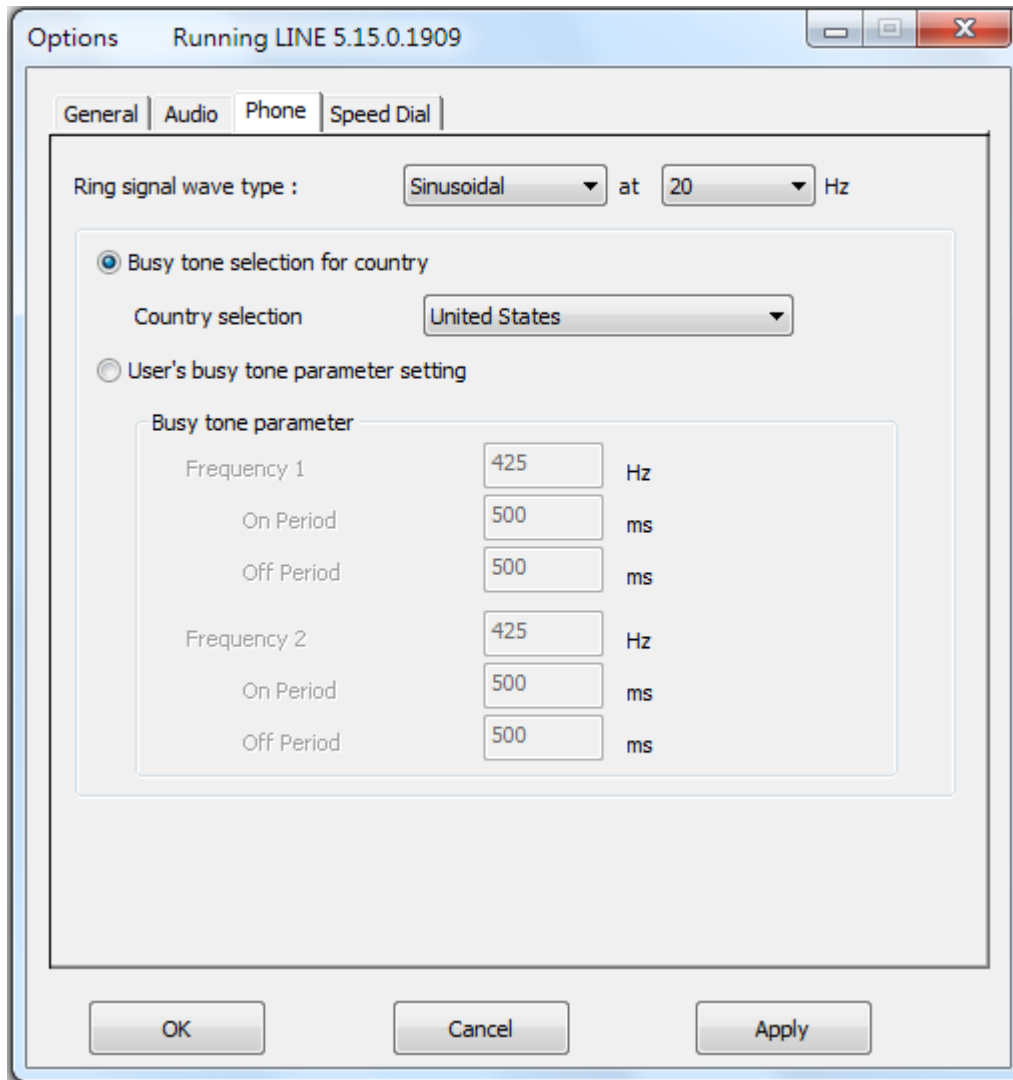 Options Running LINE 5.15.0.1909
General Audio Phone Speed Dial
Ring signal wave type : Sinusoidal at 20 Hz
Busy tone selection for country
Country selection United States
User's busy tone parameter setting
Busy tone parameter
Frequency 1 425 Hz
On Period 500 ms
Off Period 500 ms
Frequency 2 425 Hz
On Period 500 ms
Off Period 500 ms
OK Cancel Apply